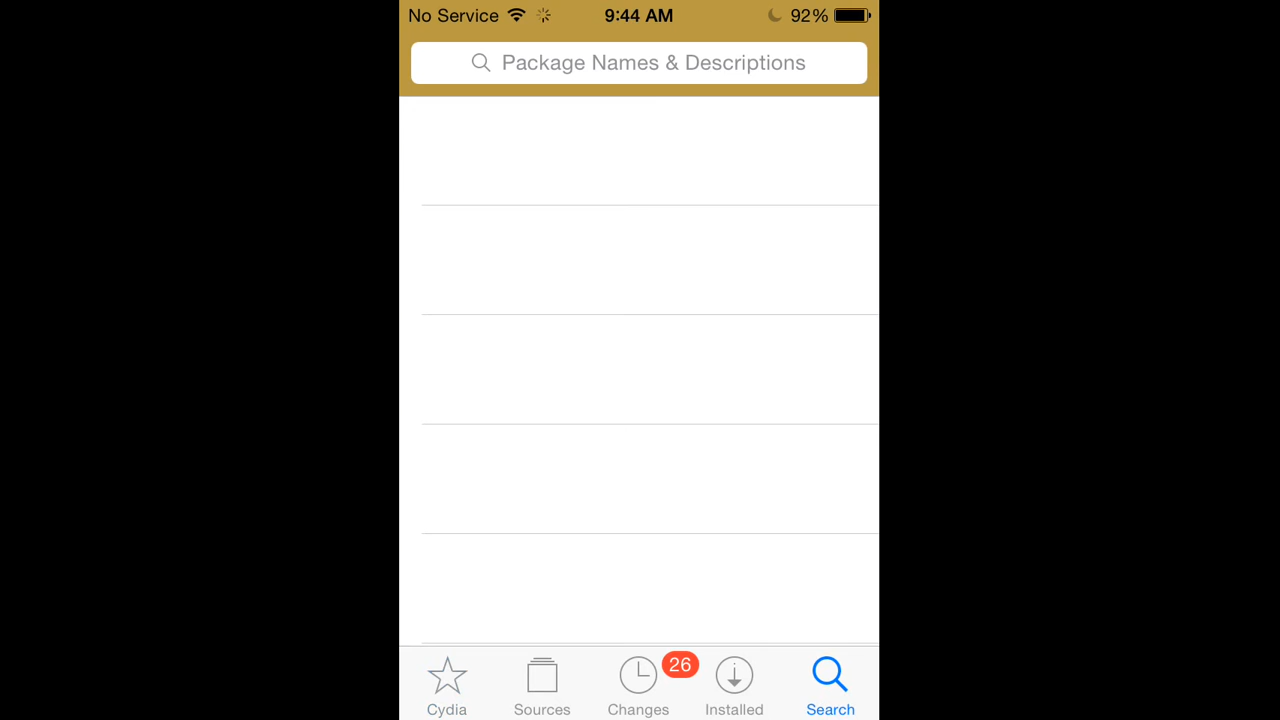 No Service 9:44 AM 92%
Package Names & Descriptions
26
Cydia Sources Changes Installed Search